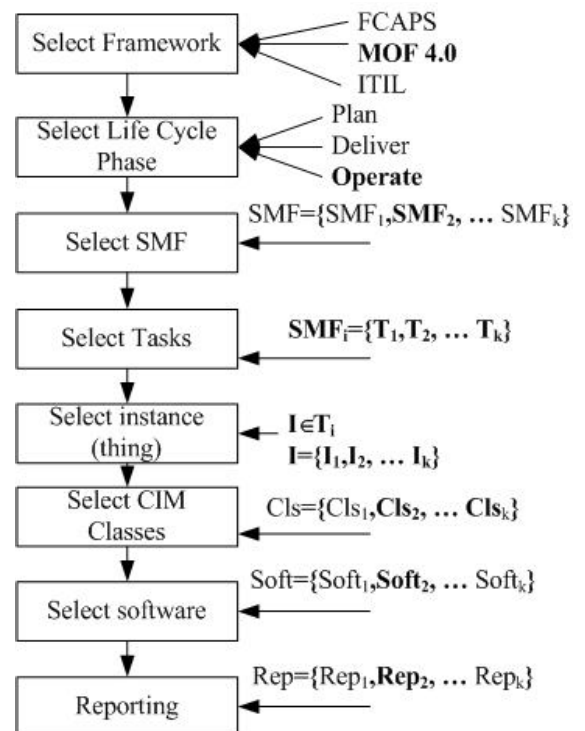 Select Framework
FCAPS
MOF 4.0
ITIL
Select Life Cycle
Phase
Plan
Deliver
Operate
Select SMF
SMF={SMF₁,SMF₂, … SMFₖ}
Select Tasks
SMFᵢ={T₁,T₂, … Tₖ}
Select instance
(thing)
I∈Tᵢ
I={I₁,I₂, … Iₖ}
Select CIM
Classes
Cls={Cls₁,Cls₂, … Clsₖ}
Select software
Soft={Soft₁,Soft₂, … Softₖ}
Reporting
Rep={Rep₁,Rep₂, … Repₖ}